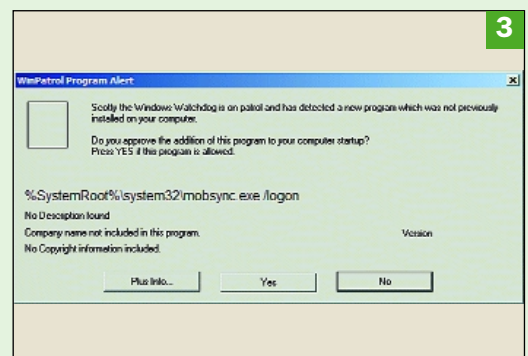 3
WinPatrol Program Alert
Scotty the Windows Watchdog is on patrol and has detected a new program which was not previously
installed on your computer.
Do you approve the addition of this program to your computer startup?
Press YES if this program is allowed.
%SystemRoot%\system32\mobsync.exe /logon
No Description found
Company name not included in this program.
Version
No Copyright information included.
Plus Info...
Yes
No